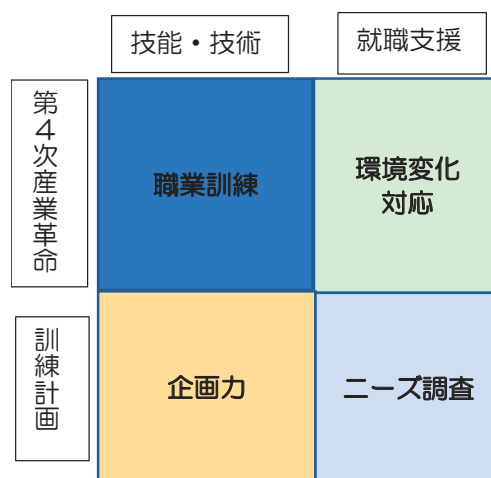 技能・技術
就職支援
第４次産業革命
職業訓練
環境変化
対応
訓練計画
企画力
ニーズ調査